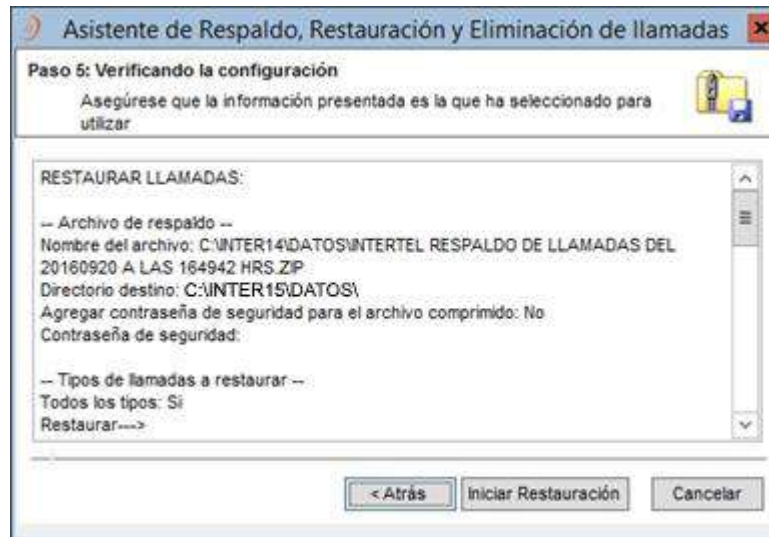 Asistente de Respaldo, Restauración y Eliminación de llamadas
Paso 5: Verificando la configuración
Asegúrese que la información presentada es la que ha seleccionado para
utilizar
RESTAURAR LLAMADAS:
-- Archivo de respaldo --
Nombre del archivo: C:\INTER14\DATOS\INTERTEL RESPALDO DE LLAMADAS DEL
20160920 A LAS 164942 HRS.ZIP
Directorio destino: C:\INTER15\DATOS\
Agregar contraseña de seguridad para el archivo comprimido: No
Contraseña de seguridad:
-- Tipos de llamadas a restaurar --
Todos los tipos: Si
Restaurar--->
< Atrás
Iniciar Restauración
Cancelar